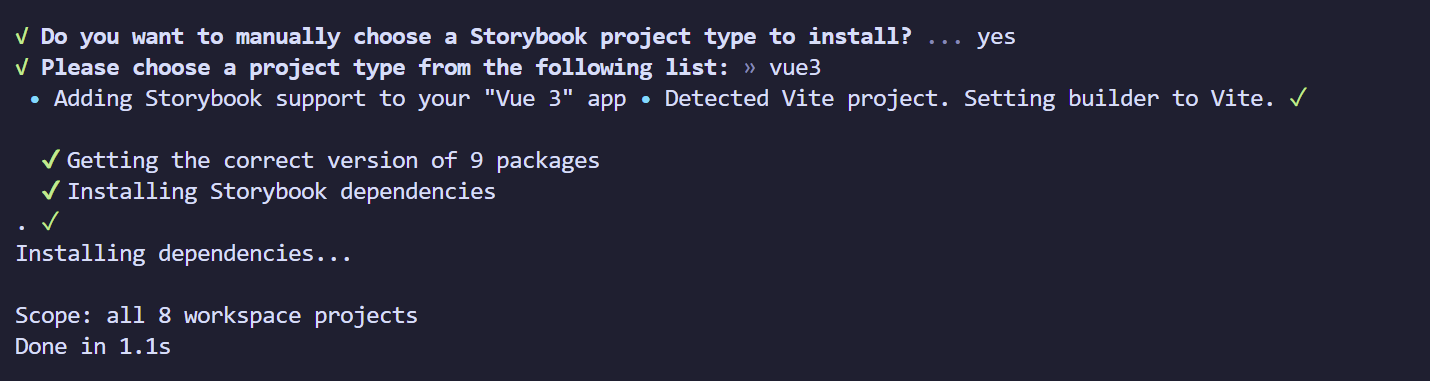 √ Do you want to manually choose a Storybook project type to install? ... yes
√ Please choose a project type from the following list: » vue3
• Adding Storybook support to your "Vue 3" app • Detected Vite project. Setting builder to Vite. ✓
✔ Getting the correct version of 9 packages
✔ Installing Storybook dependencies
. ✓
Installing dependencies...
Scope: all 8 workspace projects
Done in 1.1s